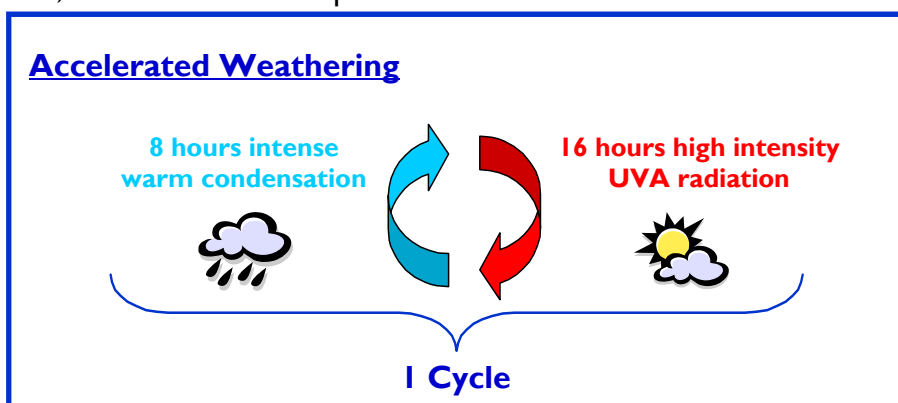 Accelerated Weathering
8 hours intense
warm condensation
16 hours high intensity
UVA radiation
1 Cycle